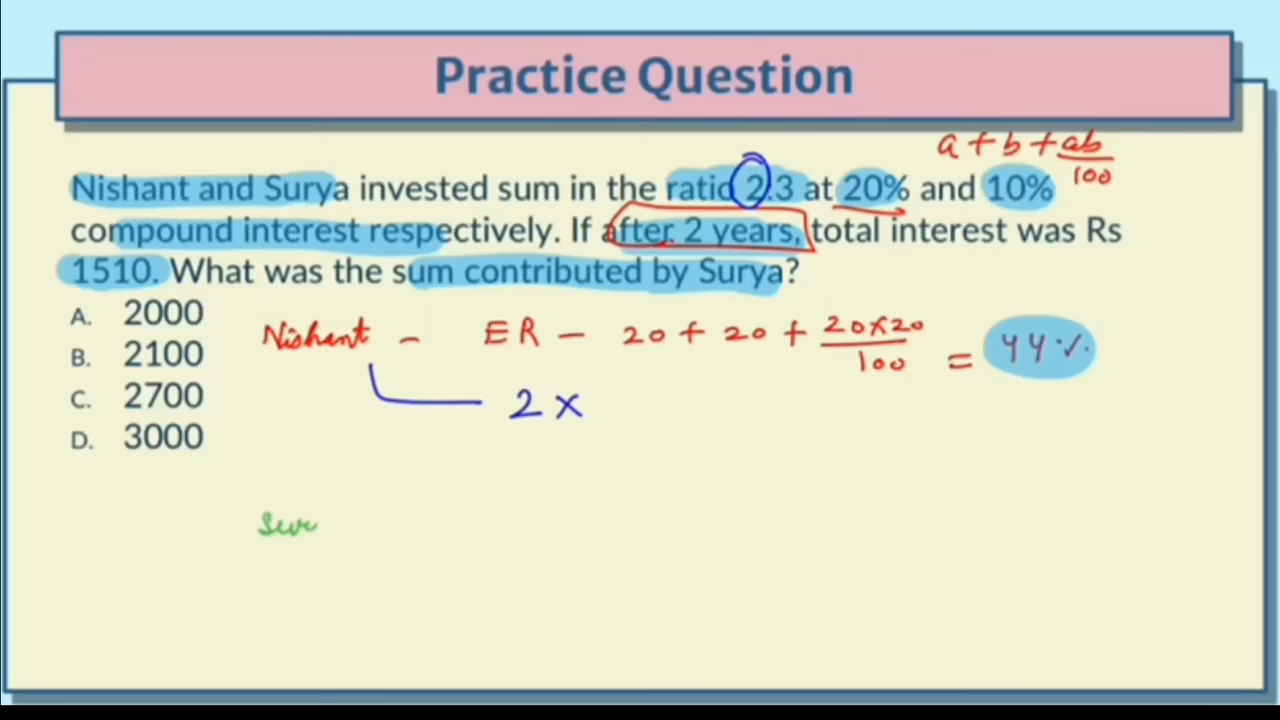 Practice Question
a + b + ab/100
Nishant and Surya invested sum in the ratio 2:3 at 20% and 10%
compound interest respectively. If after 2 years, total interest was Rs
1510. What was the sum contributed by Surya?
A. 2000
Nishant - ER - 20 + 20 + 20x20/100 = 44%
B. 2100
C. 2700
2x
D. 3000